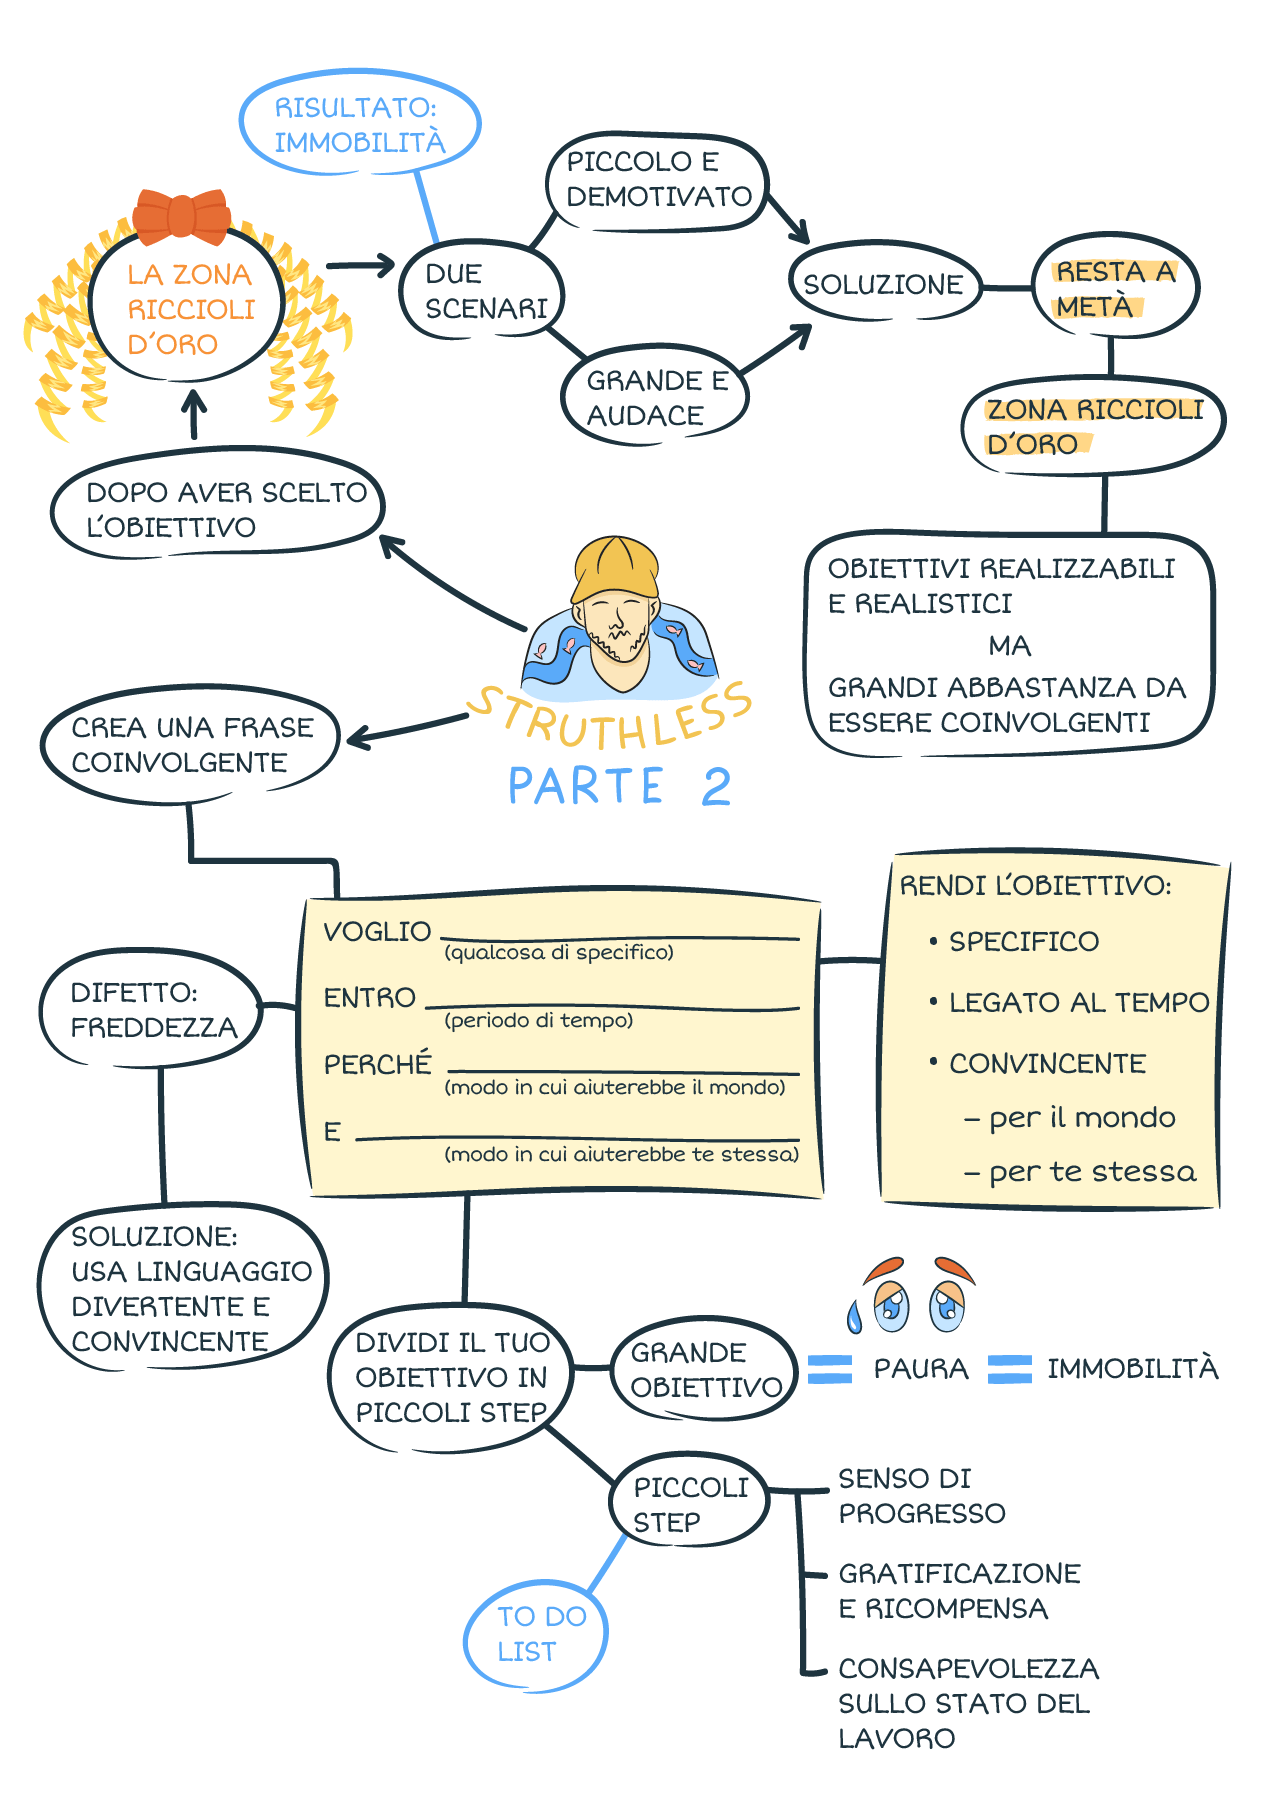 RISULTATO:
IMMOBILITÀ
PICCOLO E
DEMOTIVATO
LA ZONA
RICCIOLI
D'ORO
DUE
SCENARI
SOLUZIONE
RESTA A
METÀ
GRANDE E
AUDACE
ZONA RICCIOLI
D'ORO
DOPO AVER SCELTO
L'OBIETTIVO
OBIETTIVI REALIZZABILI
E REALISTICI
MA
GRANDI ABBASTANZA DA
ESSERE COINVOLGENTI
STRUTHLESS
PARTE 2
CREA UNA FRASE
COINVOLGENTE
VOGLIO
(qualcosa di specifico)
ENTRO
(periodo di tempo)
PERCHÉ
(modo in cui aiuterebbe il mondo)
E
(modo in cui aiuterebbe te stessa)
RENDI L'OBIETTIVO:
• SPECIFICO
• LEGATO AL TEMPO
• CONVINCENTE
– per il mondo
– per te stessa
DIFETTO:
FREDDEZZA
SOLUZIONE:
USA LINGUAGGIO
DIVERTENTE E
CONVINCENTE
DIVIDI IL TUO
OBIETTIVO IN
PICCOLI STEP
GRANDE
OBIETTIVO
= PAURA = IMMOBILITÀ
PICCOLI
STEP
SENSO DI
PROGRESSO
GRATIFICAZIONE
E RICOMPENSA
CONSAPEVOLEZZA
SULLO STATO DEL
LAVORO
TO DO
LIST